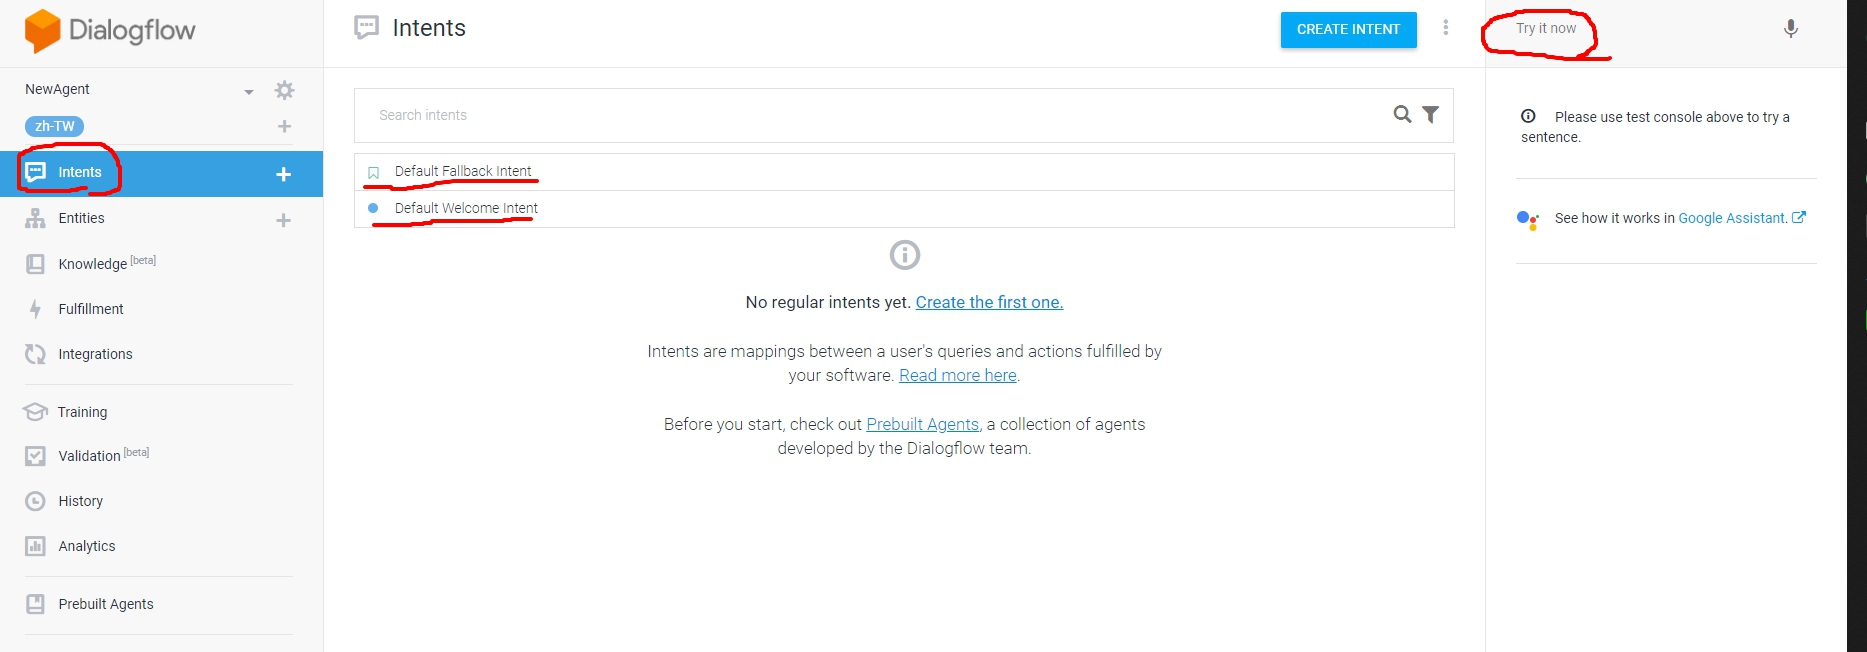 Dialogflow
NewAgent
zh-TW
Intents
Entities
Knowledge [beta]
Fulfillment
Integrations
Training
Validation [beta]
History
Analytics
Prebuilt Agents
Intents
CREATE INTENT
Search intents
Default Fallback Intent
Default Welcome Intent
No regular intents yet. Create the first one.
Intents are mappings between a user's queries and actions fulfilled by
your software. Read more here.
Before you start, check out Prebuilt Agents, a collection of agents
developed by the Dialogflow team.
Try it now
Please use test console above to try a
sentence.
See how it works in Google Assistant.